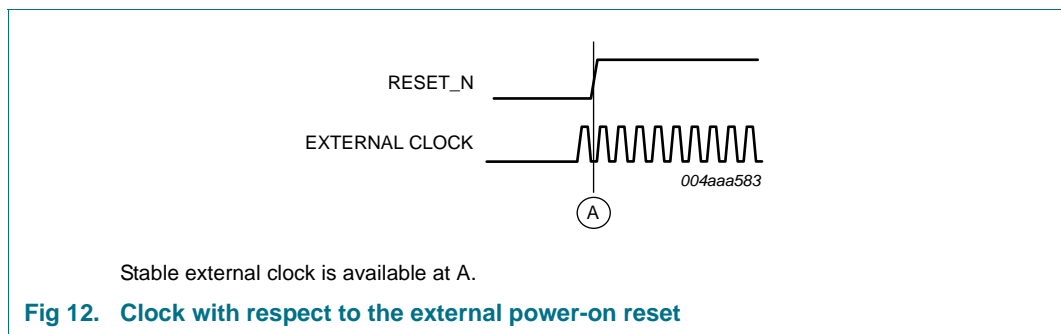 RESET_N
EXTERNAL CLOCK
004aaa583
A
Stable external clock is available at A.
Fig 12. Clock with respect to the external power-on reset